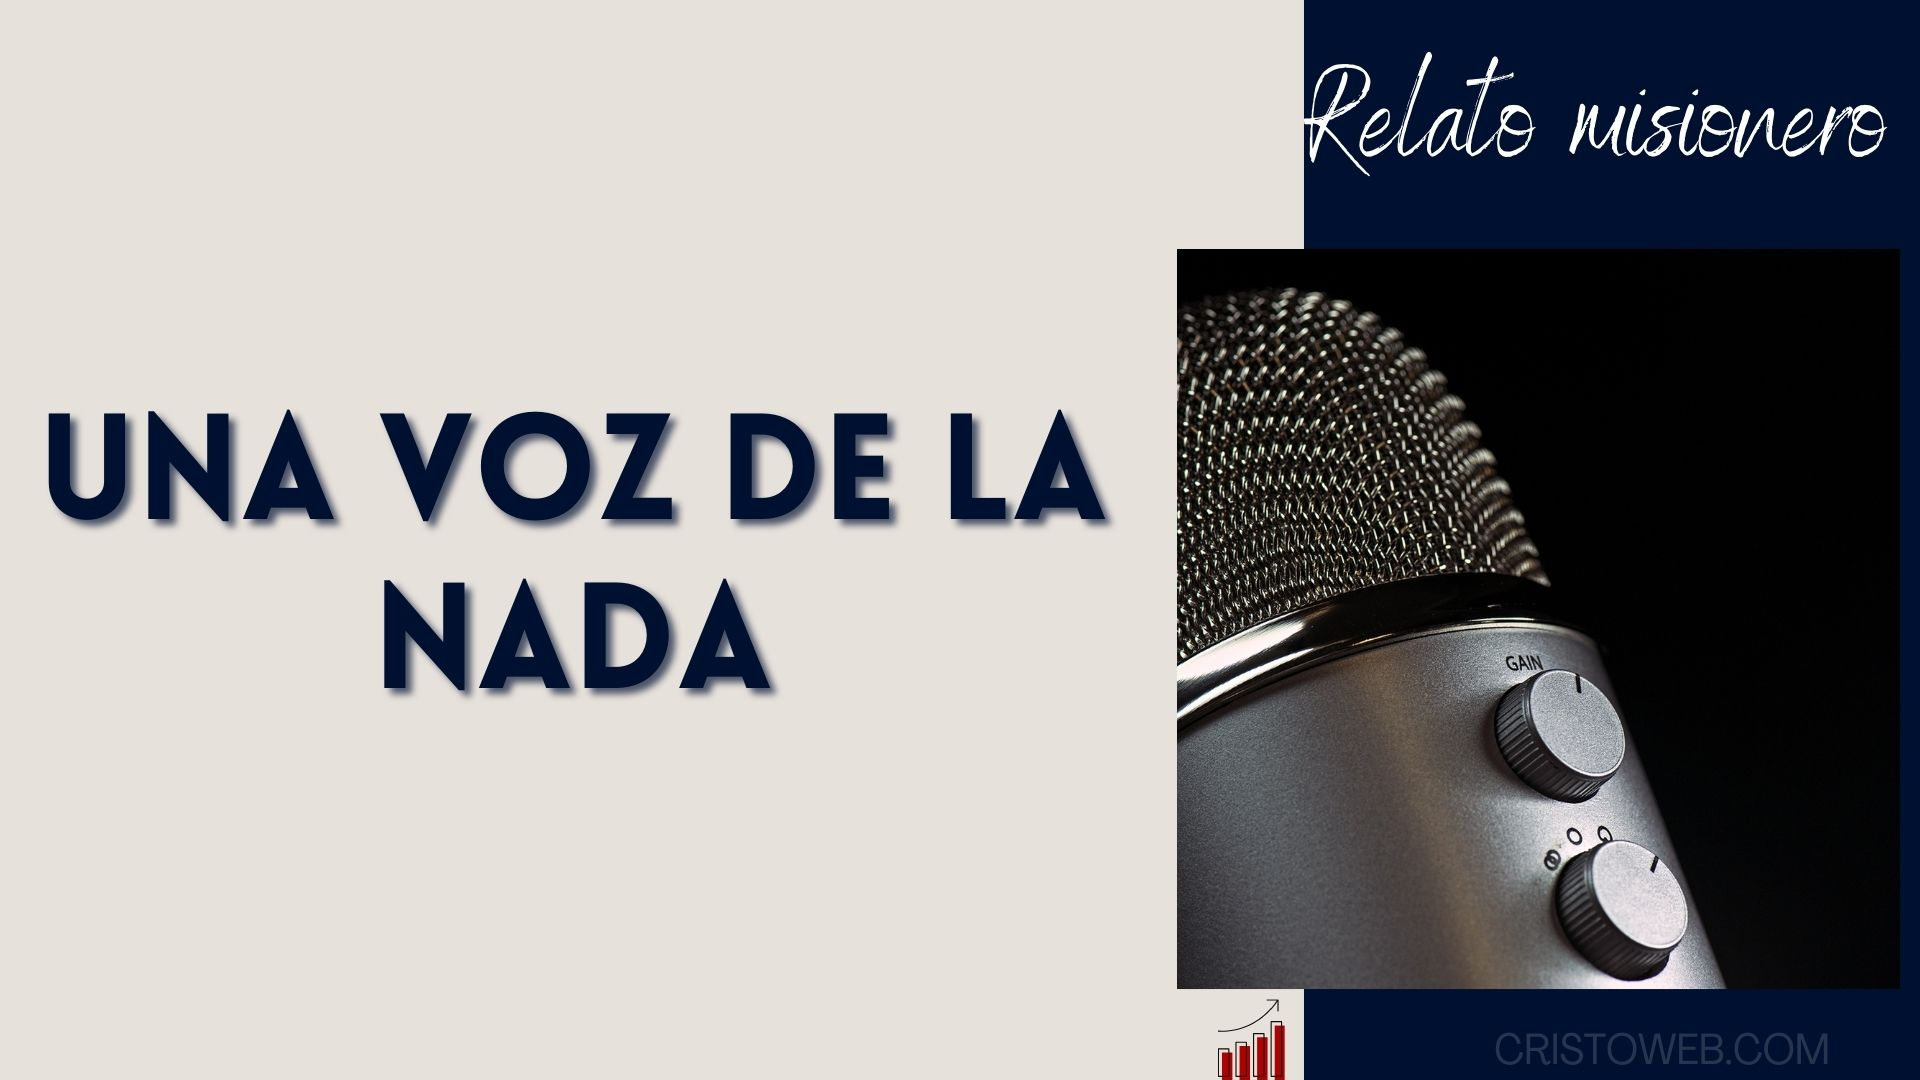 Relato misionero
UNA VOZ DE LA
NADA
GAIN
CRISTOWEB.COM